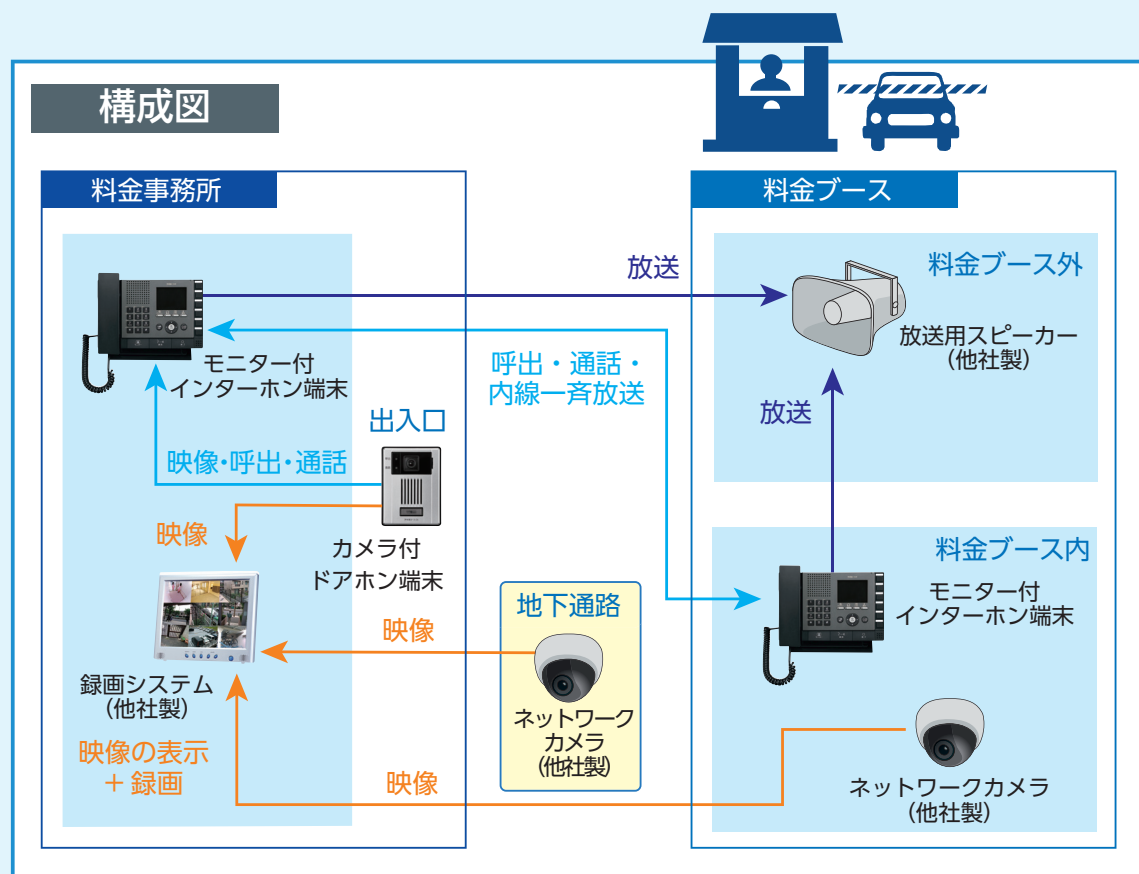 構成図
料金事務所
モニター付
インターホン端末
出入口
映像・呼出・通話
映像
カメラ付
ドアホン端末
録画システム
(他社製)
映像の表示
+ 録画
放送
呼出・通話・
内線一斉放送
映像
地下通路
ネットワーク
カメラ
(他社製)
映像
料金ブース
料金ブース外
放送用スピーカー
(他社製)
放送
料金ブース内
モニター付
インターホン端末
ネットワークカメラ
(他社製)